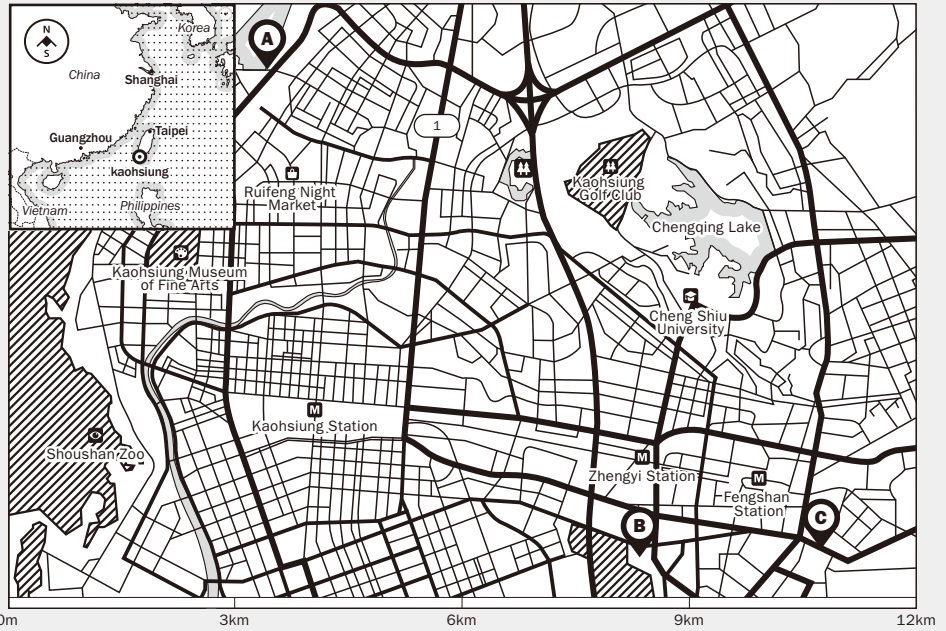 N
S
Korea
China
Shanghai
Guangzhou
Taipei
kaohsiung
Vietnam
Philippines
A
1
Ruifeng Night
Market
Kaohsiung
Golf Club
Chengqing Lake
Kaohsiung Museum
of Fine Arts
Cheng Shiu
University
M
Kaohsiung Station
Shoushan Zoo
M
Zhengyi Station
M
Fengshan
Station
B
C
0m
3km
6km
9km
12km